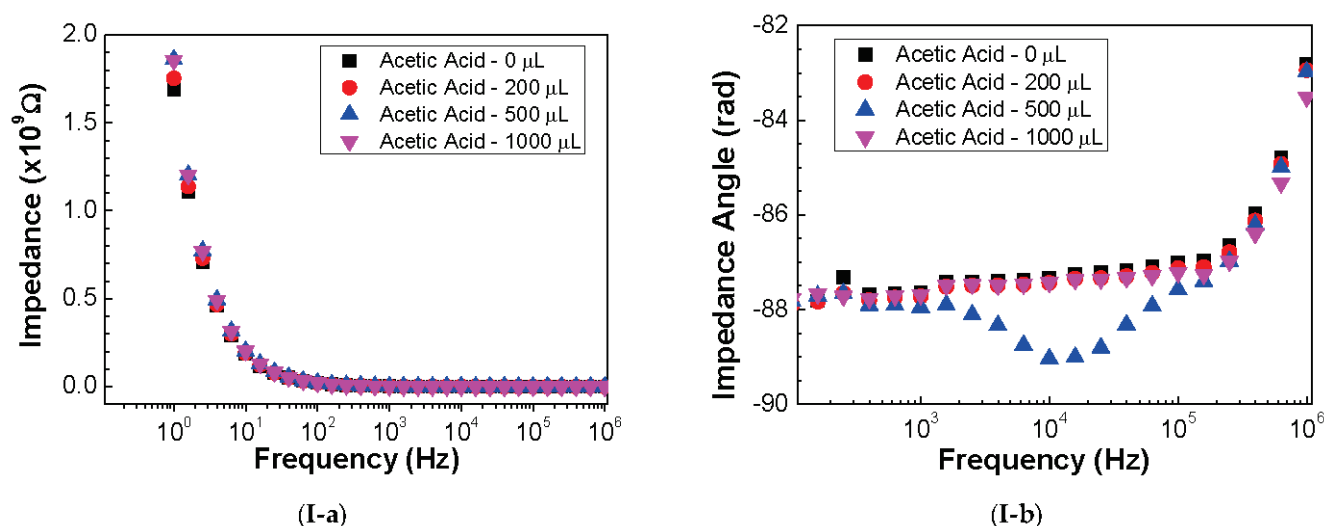 2.0
1.5
1.0
0.5
0.0
Impedance (x10⁹Ω)
Acetic Acid - 0 μL
Acetic Acid - 200 μL
Acetic Acid - 500 μL
Acetic Acid - 1000 μL
10⁰ 10¹ 10² 10³ 10⁴ 10⁵ 10⁶
Frequency (Hz)
(I-a)
-82
-84
-86
-88
-90
Impedance Angle (rad)
Acetic Acid - 0 μL
Acetic Acid - 200 μL
Acetic Acid - 500 μL
Acetic Acid - 1000 μL
10³ 10⁴ 10⁵ 10⁶
Frequency (Hz)
(I-b)